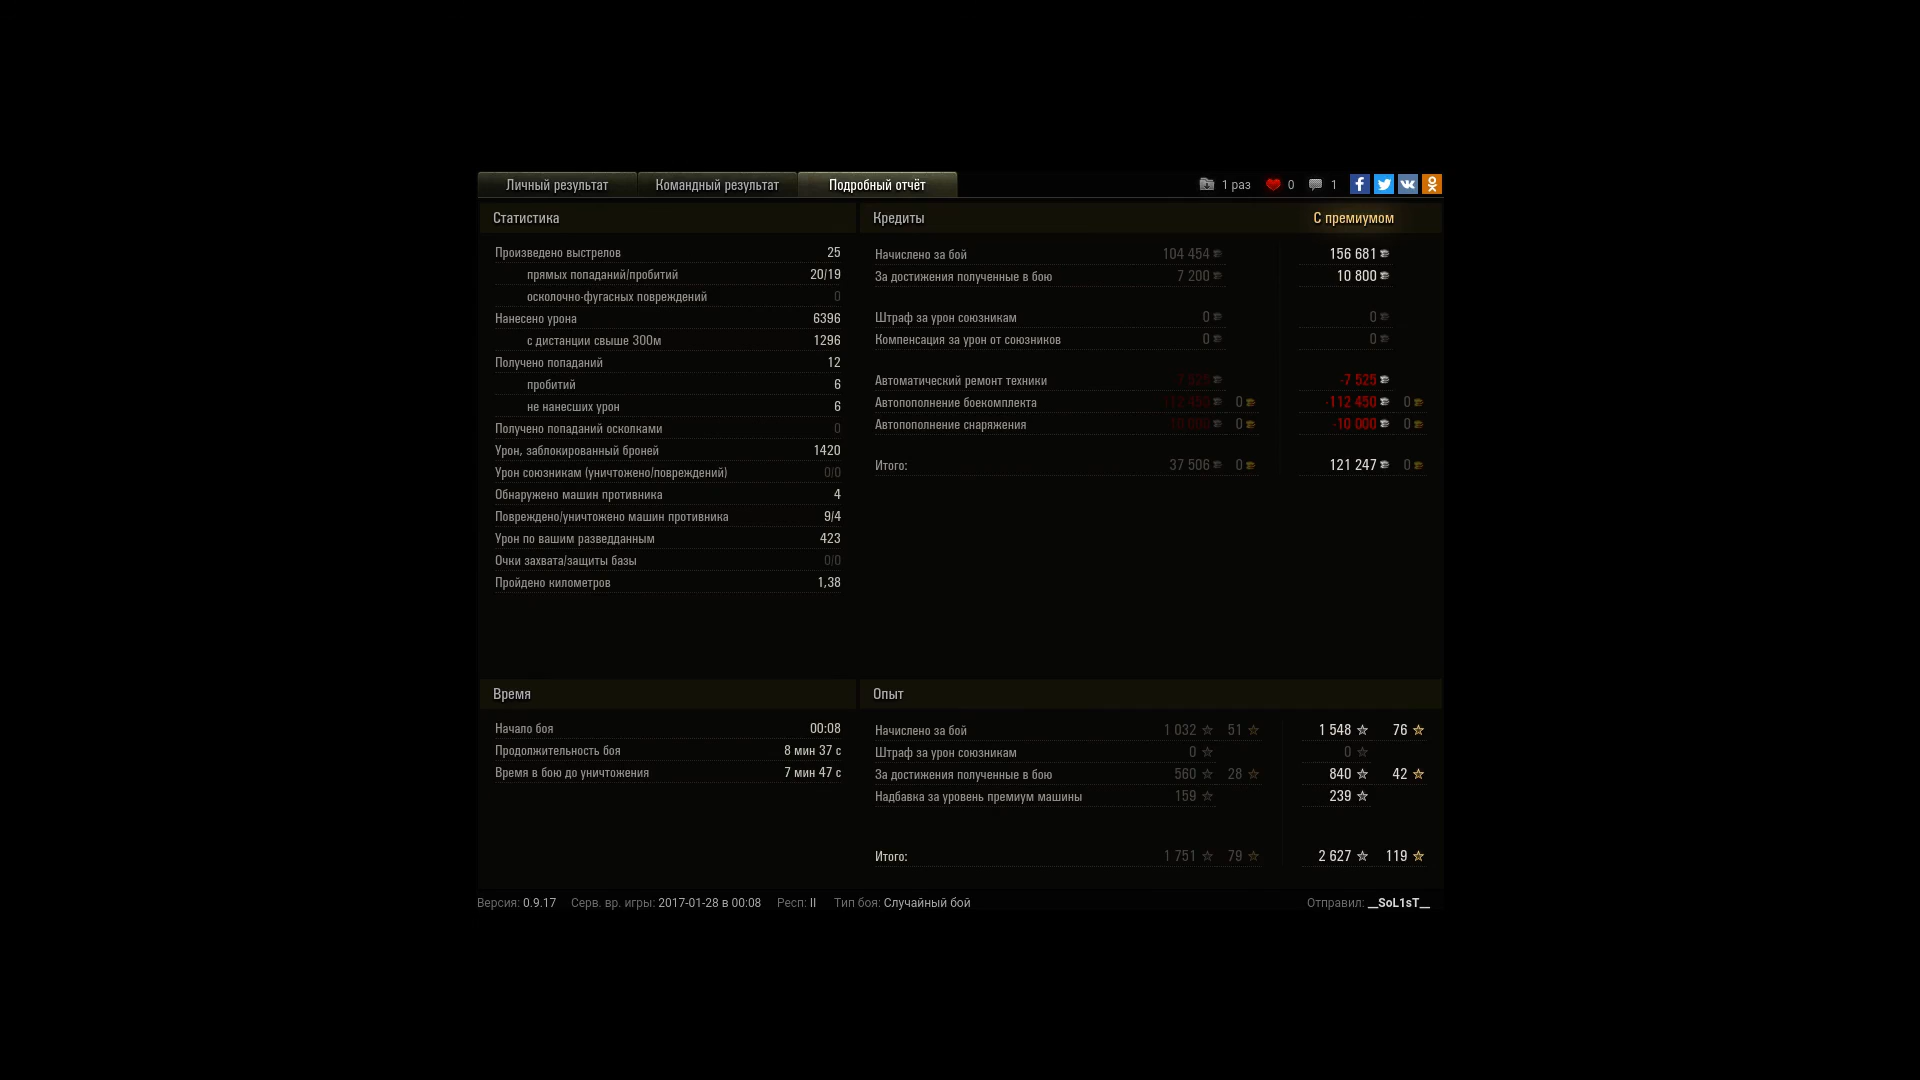 Личный результат Командный результат Подробный отчёт 1 раз 0 1
Статистика
Произведено выстрелов 25
прямых попаданий/пробитий 20/19
осколочно-фугасных повреждений 0
Нанесено урона 6396
с дистанции свыше 300м 1296
Получено попаданий 12
пробитий 6
не нанесших урон 6
Получено попаданий осколками 0
Урон, заблокированный броней 1420
Урон союзникам (уничтожено/повреждений) 0/0
Обнаружено машин противника 4
Повреждено/уничтожено машин противника 9/4
Урон по вашим разведданным 423
Очки захвата/защиты базы 0/0
Пройдено километров 1,38
Кредиты С премиумом
Начислено за бой 104 454 156 681
За достижения полученные в бою 7 200 10 800
Штраф за урон союзникам 0 0
Компенсация за урон от союзников 0 0
Автоматический ремонт техники -7 525 -7 525
Автопополнение боекомплекта -112 450 0 -112 450 0
Автопополнение снаряжения -10 000 0 -10 000 0
Итого: 37 506 0 121 247 0
Время
Начало боя 00:08
Продолжительность боя 8 мин 37 с
Время в бою до уничтожения 7 мин 47 с
Опыт
Начислено за бой 1 032 51 1 548 76
Штраф за урон союзникам 0 0
За достижения полученные в бою 560 28 840 42
Надбавка за уровень премиум машины 159 239
Итого: 1 751 79 2 627 119
Версия: 0.9.17 Серв. вр. игры: 2017-01-28 в 00:08 Респ: II Тип боя: Случайный бой Отправил: __SoL1sT__